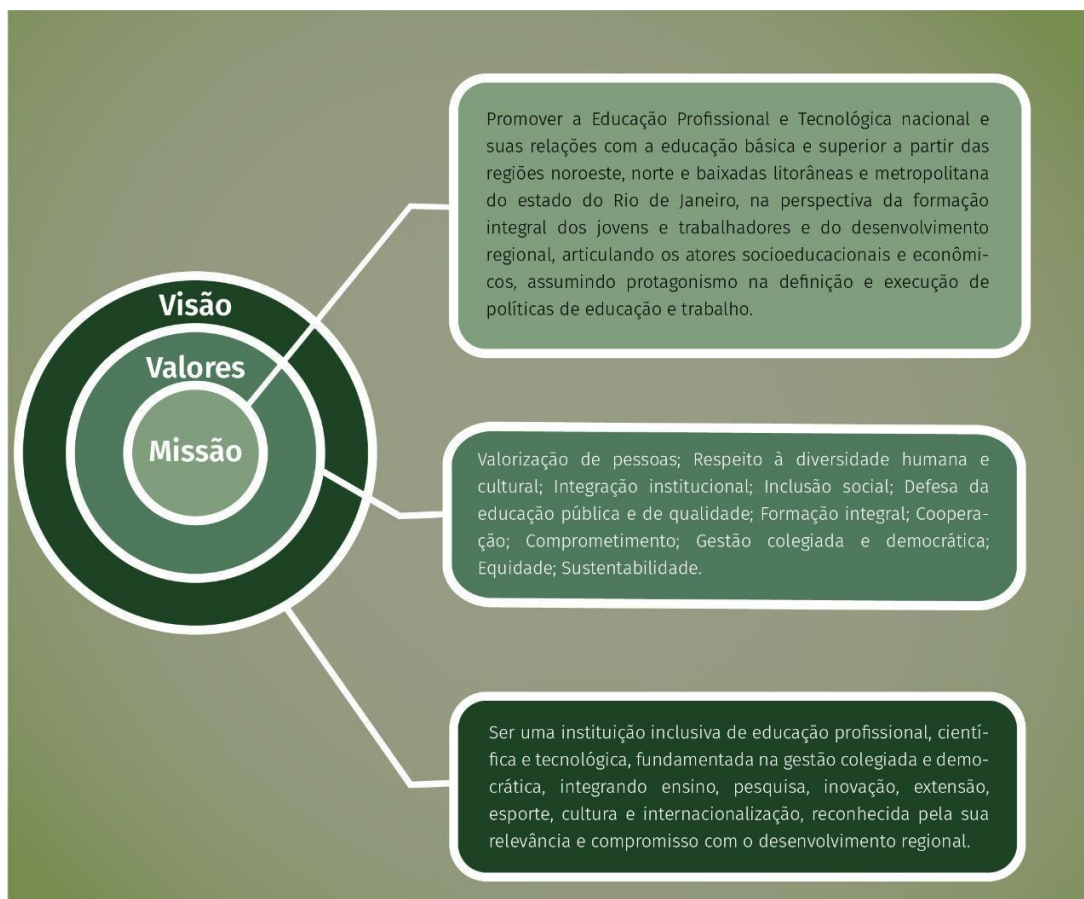 Visão
Valores
Missão
Promover a Educação Profissional e Tecnológica nacional e
suas relações com a educação básica e superior a partir das
regiões noroeste, norte e baixadas litorâneas e metropolitana
do estado do Rio de Janeiro, na perspectiva da formação
integral dos jovens e trabalhadores e do desenvolvimento
regional, articulando os atores socioeducacionais e econômi-
cos, assumindo protagonismo na definição e execução de
políticas de educação e trabalho.
Valorização de pessoas; Respeito à diversidade humana e
cultural; Integração institucional; Inclusão social; Defesa da
educação pública e de qualidade; Formação integral; Coopera-
ção; Comprometimento; Gestão colegiada e democrática;
Equidade; Sustentabilidade.
Ser uma instituição inclusiva de educação profissional, cientí-
fica e tecnológica, fundamentada na gestão colegiada e demo-
crática, integrando ensino, pesquisa, inovação, extensão,
esporte, cultura e internacionalização, reconhecida pela sua
relevância e compromisso com o desenvolvimento regional.